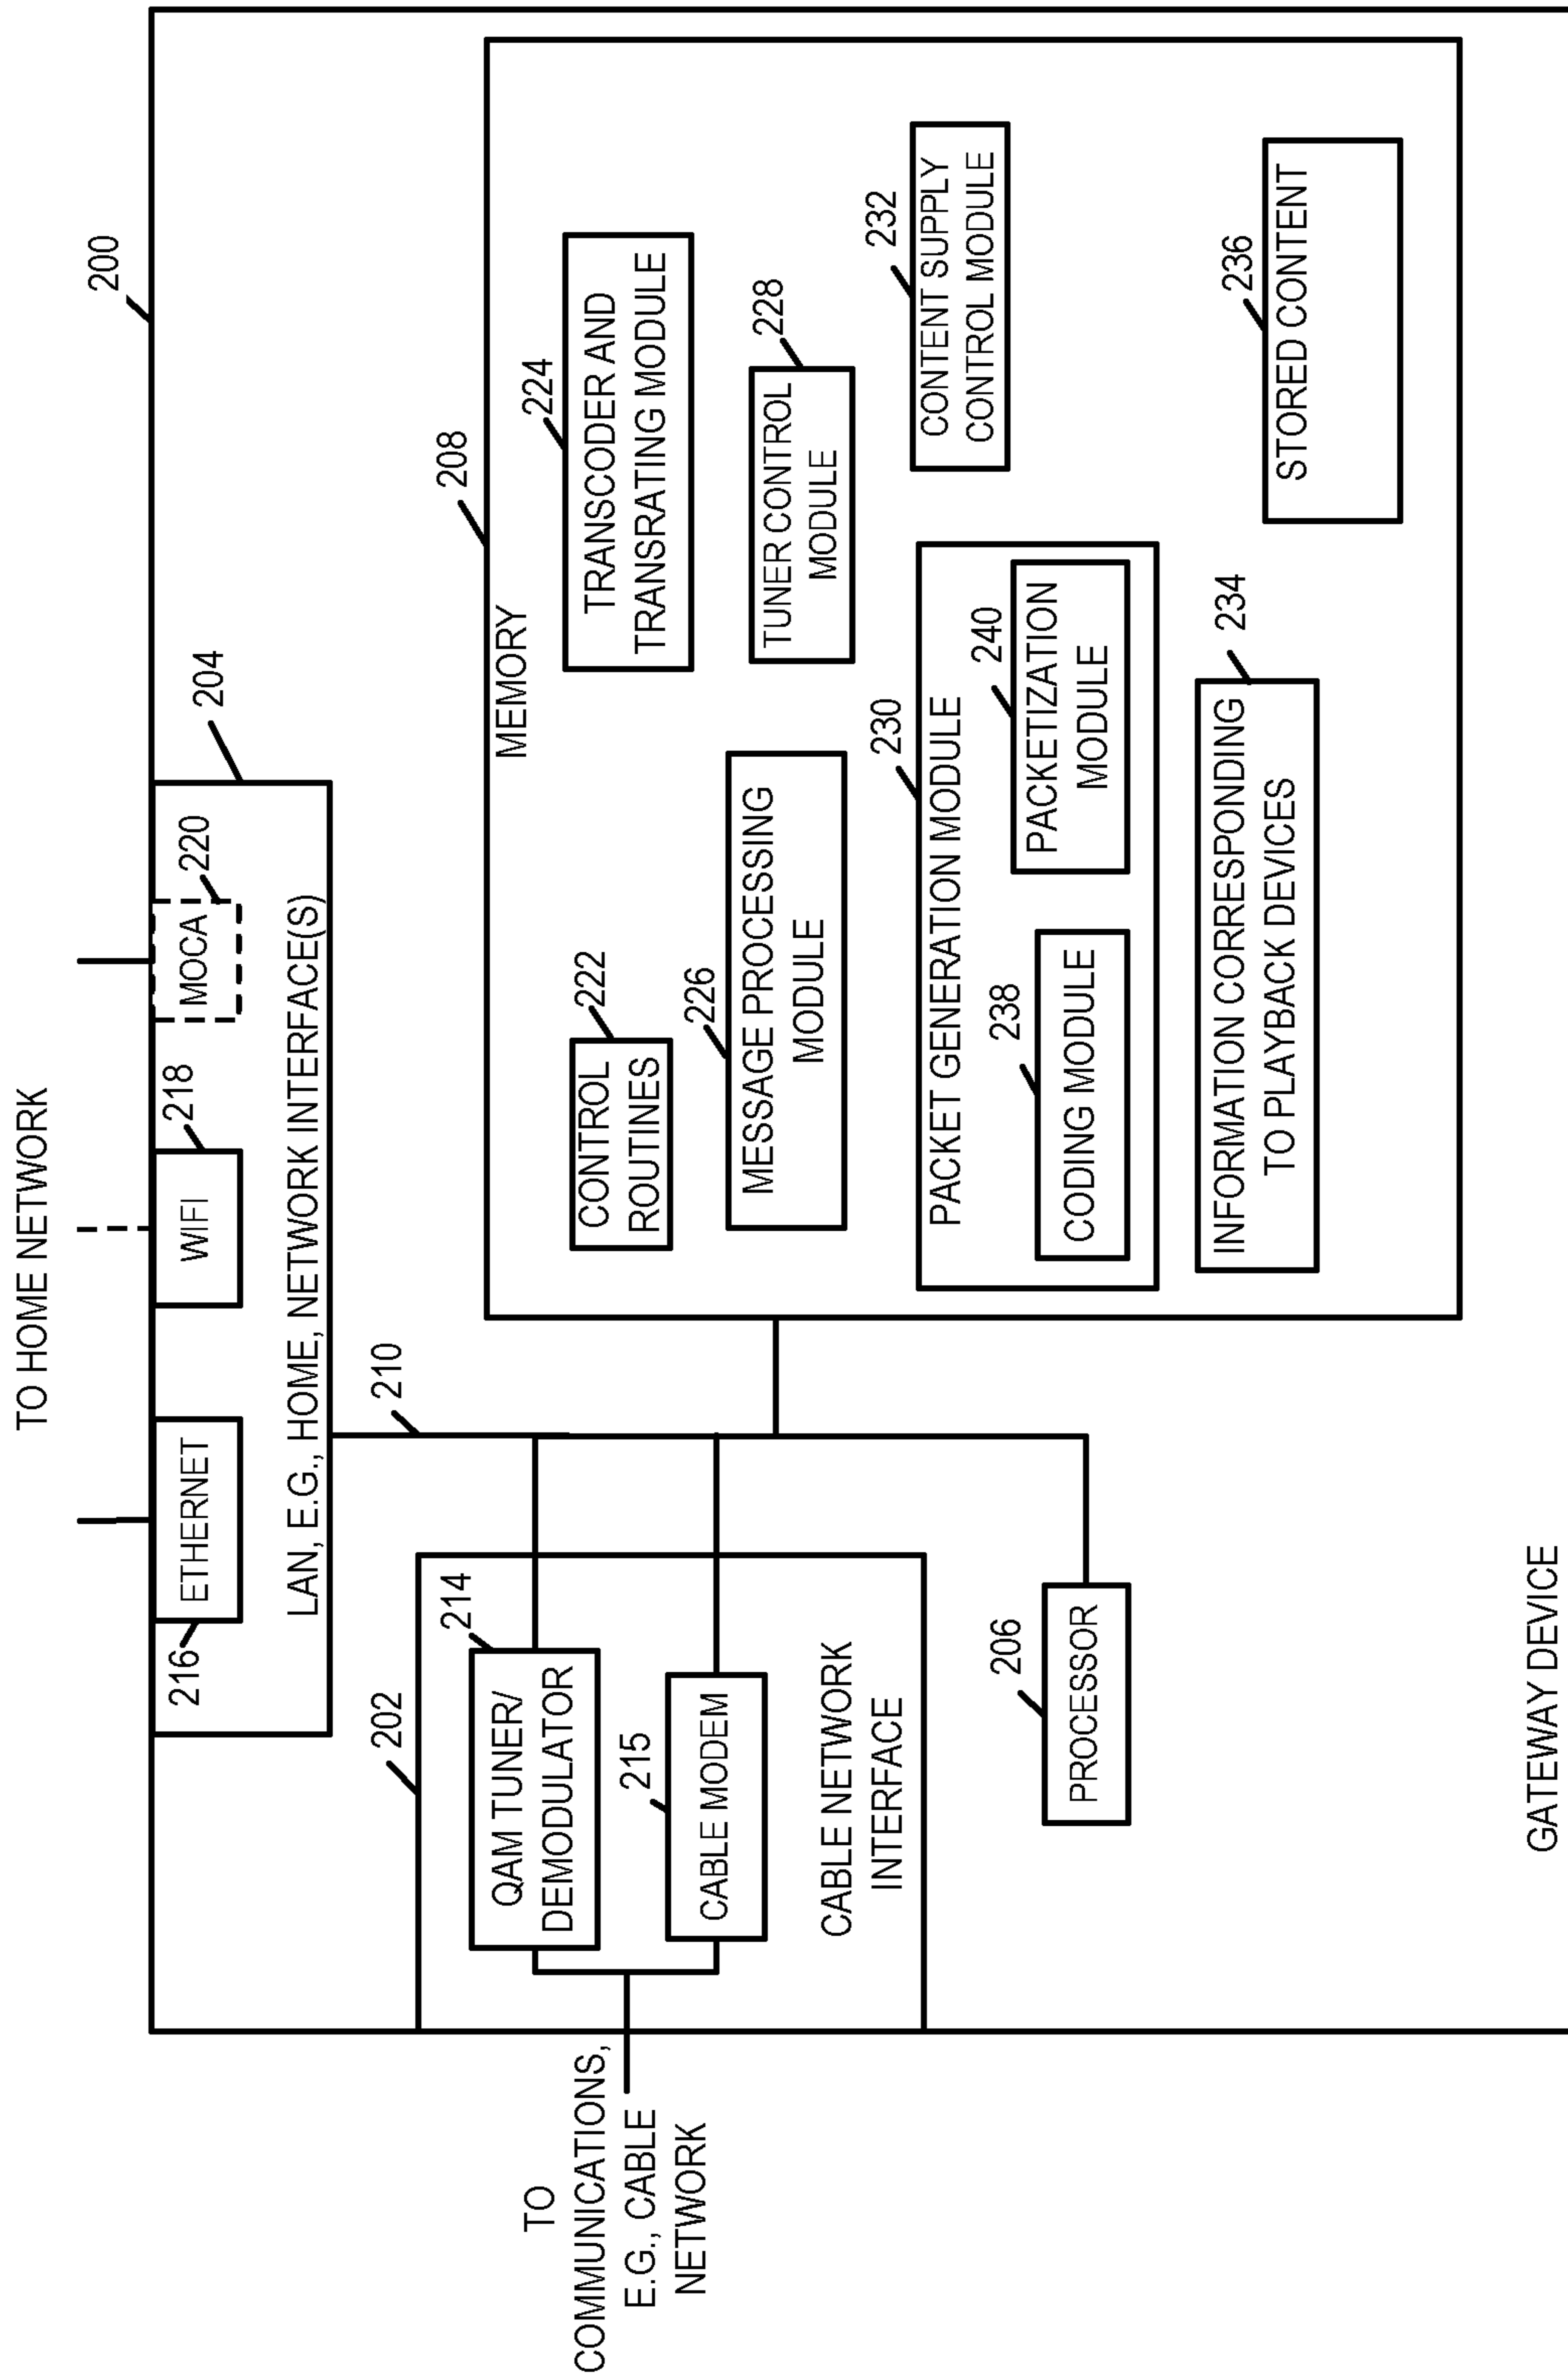 TO HOME NETWORK
200
204
216
ETHERNET
218
WIFI
220
MOCA
LAN, E.G., HOME, NETWORK INTERFACE(S)
210
202
214
QAM TUNER/
DEMODULATOR
215
CABLE MODEM
CABLE NETWORK
INTERFACE
TO
COMMUNICATIONS,
E.G., CABLE
NETWORK
206
PROCESSOR
208
MEMORY
222
CONTROL
ROUTINES
224
TRANSCODER AND
TRANSRATING MODULE
226
MESSAGE PROCESSING
MODULE
228
TUNER CONTROL
MODULE
230
PACKET GENERATION MODULE
238
CODING MODULE
240
PACKETIZATION
MODULE
232
CONTENT SUPPLY
CONTROL MODULE
234
INFORMATION CORRESPONDING
TO PLAYBACK DEVICES
236
STORED CONTENT
GATEWAY DEVICE